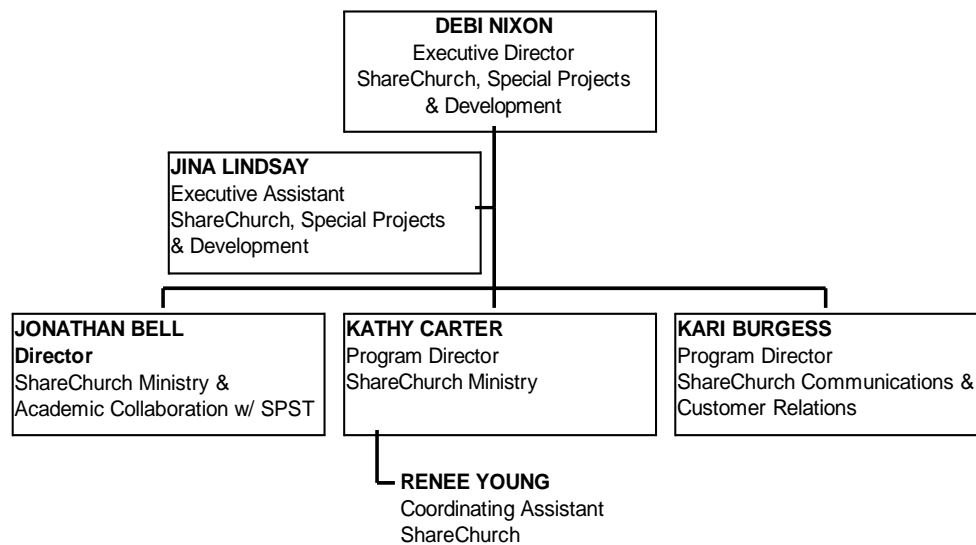 DEBI NIXON
Executive Director
ShareChurch, Special Projects
& Development
JINA LINDSAY
Executive Assistant
ShareChurch, Special Projects
& Development
JONATHAN BELL
Director
ShareChurch Ministry &
Academic Collaboration w/ SPST
KATHY CARTER
Program Director
ShareChurch Ministry
KARI BURGESS
Program Director
ShareChurch Communications &
Customer Relations
RENEE YOUNG
Coordinating Assistant
ShareChurch